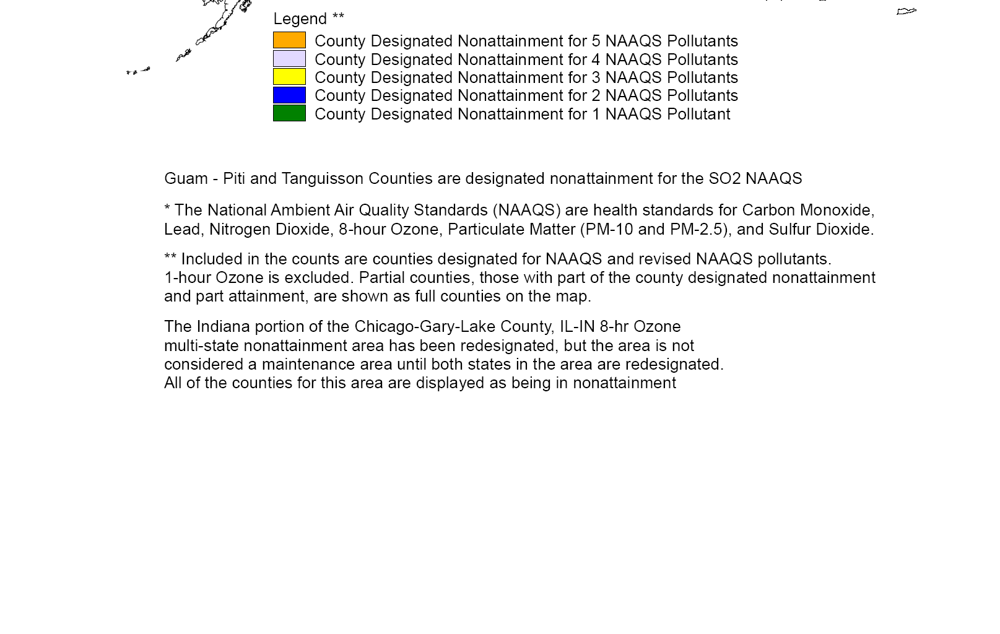 Legend **
County Designated Nonattainment for 5 NAAQS Pollutants
County Designated Nonattainment for 4 NAAQS Pollutants
County Designated Nonattainment for 3 NAAQS Pollutants
County Designated Nonattainment for 2 NAAQS Pollutants
County Designated Nonattainment for 1 NAAQS Pollutant
Guam - Piti and Tanguisson Counties are designated nonattainment for the SO2 NAAQS
* The National Ambient Air Quality Standards (NAAQS) are health standards for Carbon Monoxide,
Lead, Nitrogen Dioxide, 8-hour Ozone, Particulate Matter (PM-10 and PM-2.5), and Sulfur Dioxide.
** Included in the counts are counties designated for NAAQS and revised NAAQS pollutants.
1-hour Ozone is excluded. Partial counties, those with part of the county designated nonattainment
and part attainment, are shown as full counties on the map.
The Indiana portion of the Chicago-Gary-Lake County, IL-IN 8-hr Ozone
multi-state nonattainment area has been redesignated, but the area is not
considered a maintenance area until both states in the area are redesignated.
All of the counties for this area are displayed as being in nonattainment